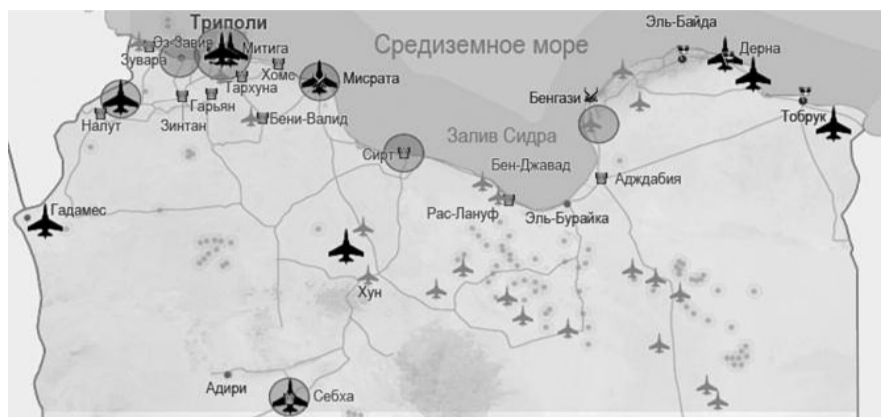 Триполи
Эль-Байда
Эз-Завия
Митига
Средиземное море
Дерна
Зувара
Хомс
Мисрата
Тархуна
Бенгази
Гарьян
Налут
Зинтан
Бени-Валид
Тобрук
Залив Сидра
Сирт
Бен-Джавад
Адждабия
Гадамес
Рас-Лануф
Эль-Бурайка
Хун
Адири
Себха